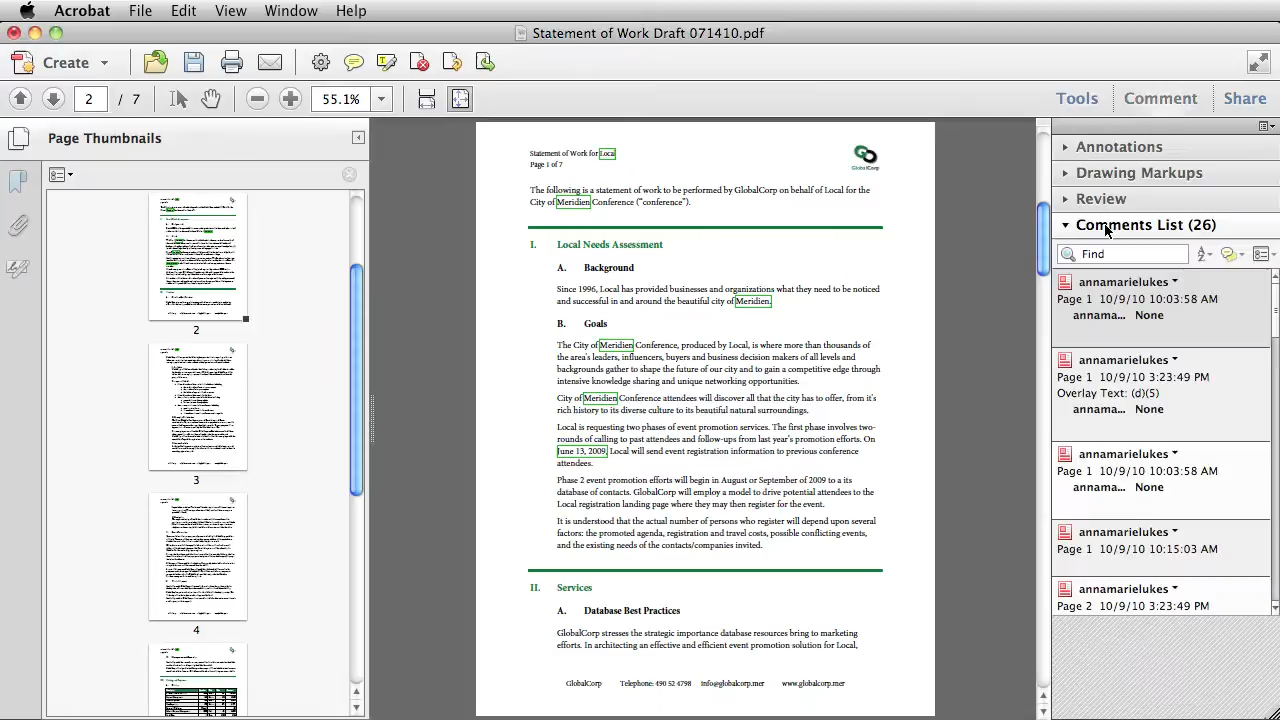 Acrobat File Edit View Window Help
Statement of Work Draft 071410.pdf
Create
2 / 7 55.1% Tools Comment Share
Page Thumbnails
2
3
4
Statement of Work for Local
Page 1 of 7
GlobalCorp
The following is a statement of work to be performed by GlobalCorp on behalf of Local for the
City of Meridien Conference (“conference”).
I. Local Needs Assessment
A. Background
Since 1996, Local has provided businesses and organizations what they need to be noticed
and successful in and around the beautiful city of Meridien.
B. Goals
The City of Meridien Conference, produced by Local, is where more than thousands of
the area's leaders, influencers, buyers and business decision makers of all levels and
backgrounds gather to shape the future of our city and to gain a competitive edge through
intensive knowledge sharing and unique networking opportunities.
City of Meridien Conference attendees will discover all that the city has to offer, from it's
rich history to its diverse culture to its beautiful natural surroundings.
Local is requesting two phases of event promotion services. The first phase involves two-
rounds of calling to past attendees and follow-ups from last year's promotion efforts. On
June 13, 2009, Local will send event registration information to previous conference
attendees.
Phase 2 event promotion efforts will begin in August or September of 2009 to a its
database of contacts. GlobalCorp will employ a model to drive potential attendees to the
Local registration landing page where they may then register for the event.
It is understood that the actual number of persons who register will depend upon several
factors: the promoted agenda, registration and travel costs, possible conflicting events,
and the existing needs of the contacts/companies invited.
II. Services
A. Database Best Practices
GlobalCorp stresses the strategic importance database resources bring to marketing
efforts. In architecting an effective and efficient event promotion solution for Local,
GlobalCorp Telephone: 490 52 4798 info@globalcorp.mer www.globalcorp.mer
Annotations
Drawing Markups
Review
Comments List (26)
Find
annamarielukes
Page 1 10/9/10 10:03:58 AM
annama... None
annamarielukes
Page 1 10/9/10 3:23:49 PM
Overlay Text: (d)(5)
annama... None
annamarielukes
Page 1 10/9/10 10:03:58 AM
annama... None
annamarielukes
Page 1 10/9/10 10:15:03 AM
annamarielukes
Page 2 10/9/10 3:23:49 PM